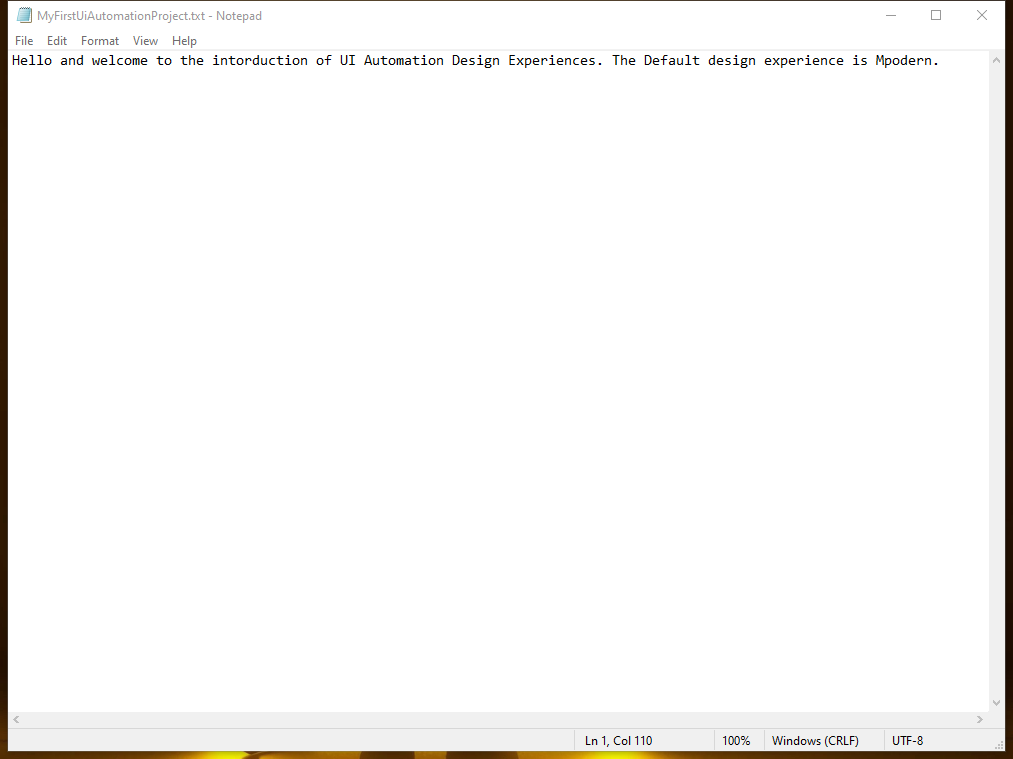 MyFirstUiAutomationProject.txt - Notepad
File Edit Format View Help
Hello and welcome to the intorduction of UI Automation Design Experiences. The Default design experience is Mpodern.
Ln 1, Col 110 100% Windows (CRLF) UTF-8